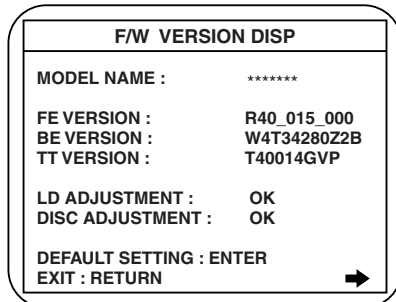 F/W VERSION DISP
MODEL NAME : *******
FE VERSION : R40_015_000
BE VERSION : W4T34280Z2B
TT VERSION : T40014GVP
LD ADJUSTMENT : OK
DISC ADJUSTMENT : OK
DEFAULT SETTING : ENTER
EXIT : RETURN